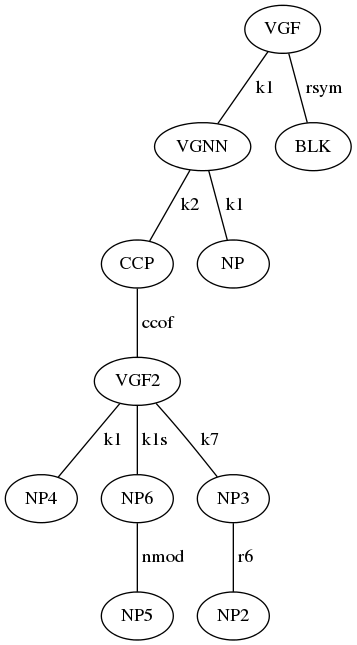 VGF
k1 rsym
VGNN BLK
k2 k1
CCP NP
ccof
VGF2
k1 k1s k7
NP4 NP6 NP3
nmod r6
NP5 NP2